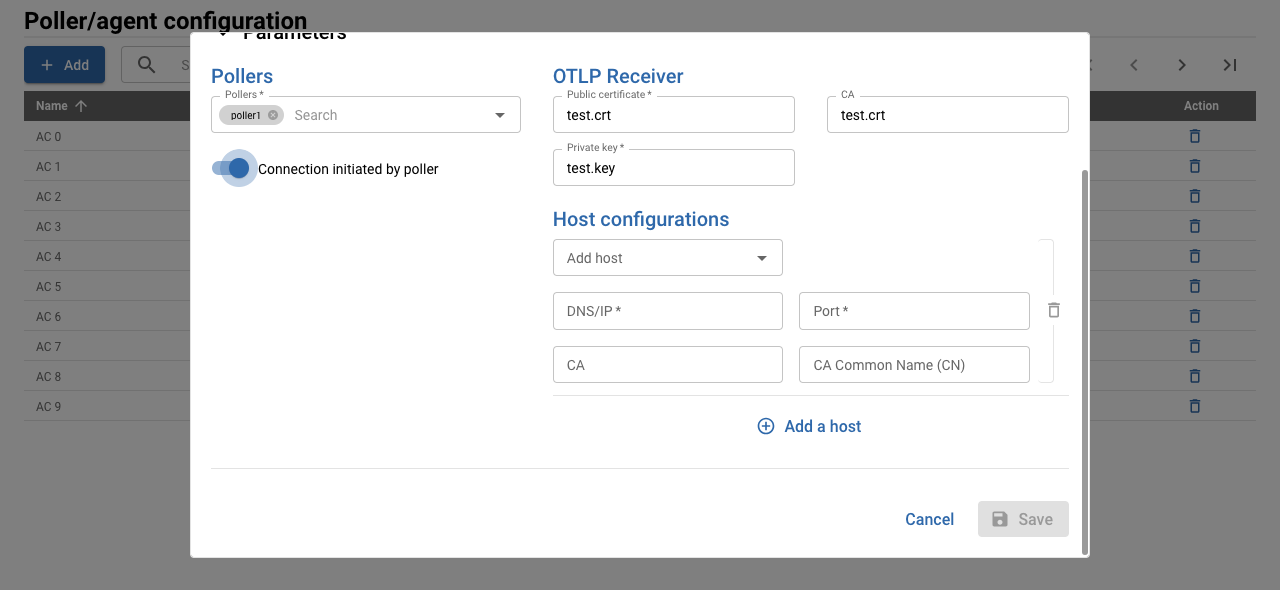 Poller/agent configuration
Parameters
Add
S
Pollers
OTLP Receiver
Pollers *
poller1
Search
Public certificate *
test.crt
CA
test.crt
Private key *
test.key
Connection initiated by poller
Host configurations
Add host
DNS/IP *
Port *
CA
CA Common Name (CN)
Add a host
Cancel
Save
Name
Action
AC 0
AC 1
AC 2
AC 3
AC 4
AC 5
AC 6
AC 7
AC 8
AC 9